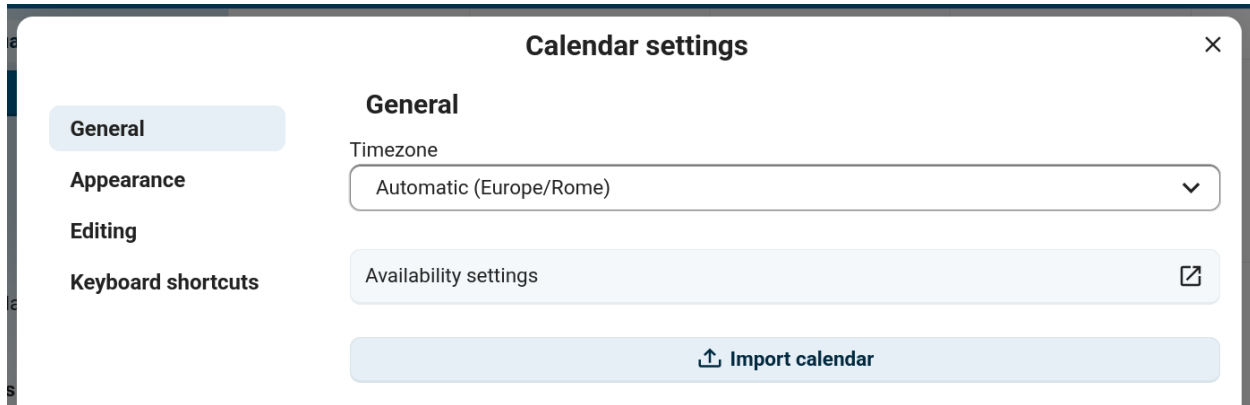 Calendar settings
General
General
Timezone
Appearance
Automatic (Europe/Rome)
Editing
Availability settings
Keyboard shortcuts
Import calendar